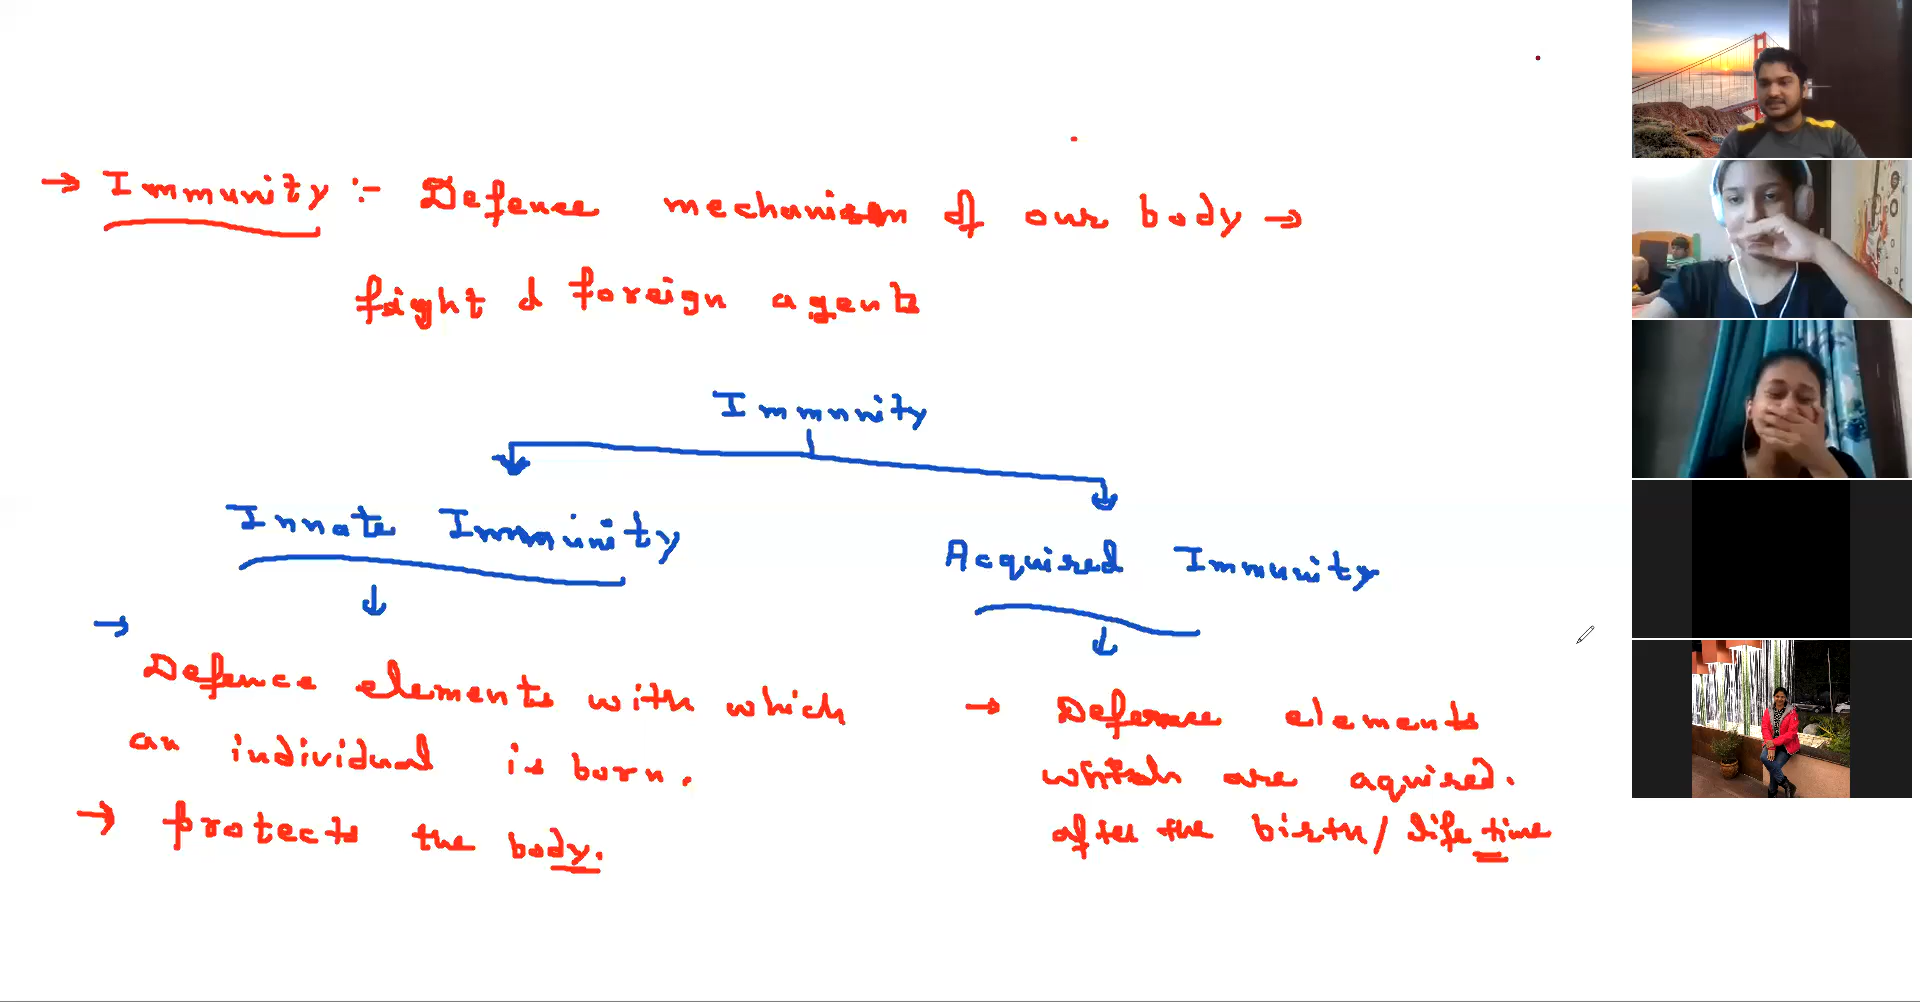 → Immunity :- Defence mechanism of our body →
fight & foreign agents
Immunity
Innate Immunity
Acquired Immunity
→
Defence elements with which
an individual is born.
→ protects the body.
→ Defence elements
which are aquired.
after the birth / life time